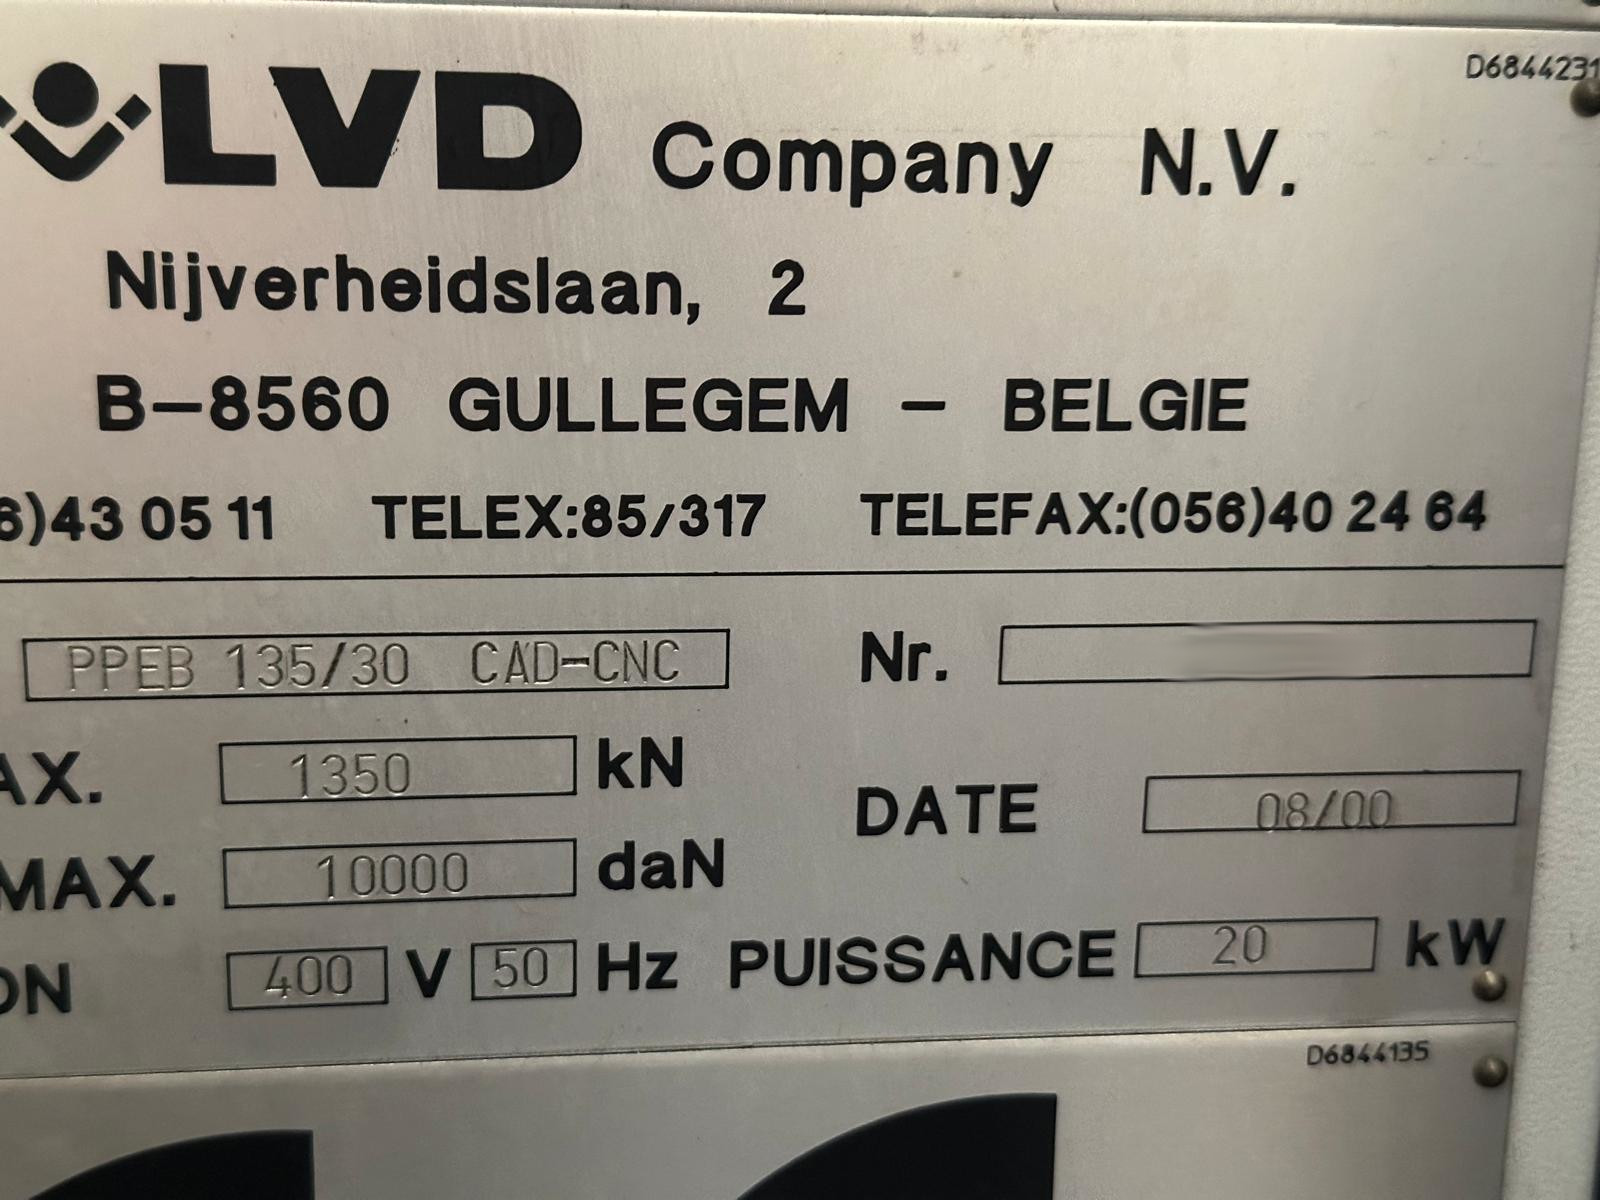 D6844231
LVD Company N.V.
Nijverheidslaan, 2
B-8560 GULLEGEM - BELGIE
6)43 05 11 TELEX:85/317 TELEFAX:(056)40 24 64
PPEB 135/30 CAD-CNC Nr.
AX. 1350 kN
DATE 08/00
MAX. 10000 daN
ON 400 V 50 Hz PUISSANCE 20 kW
D6844135